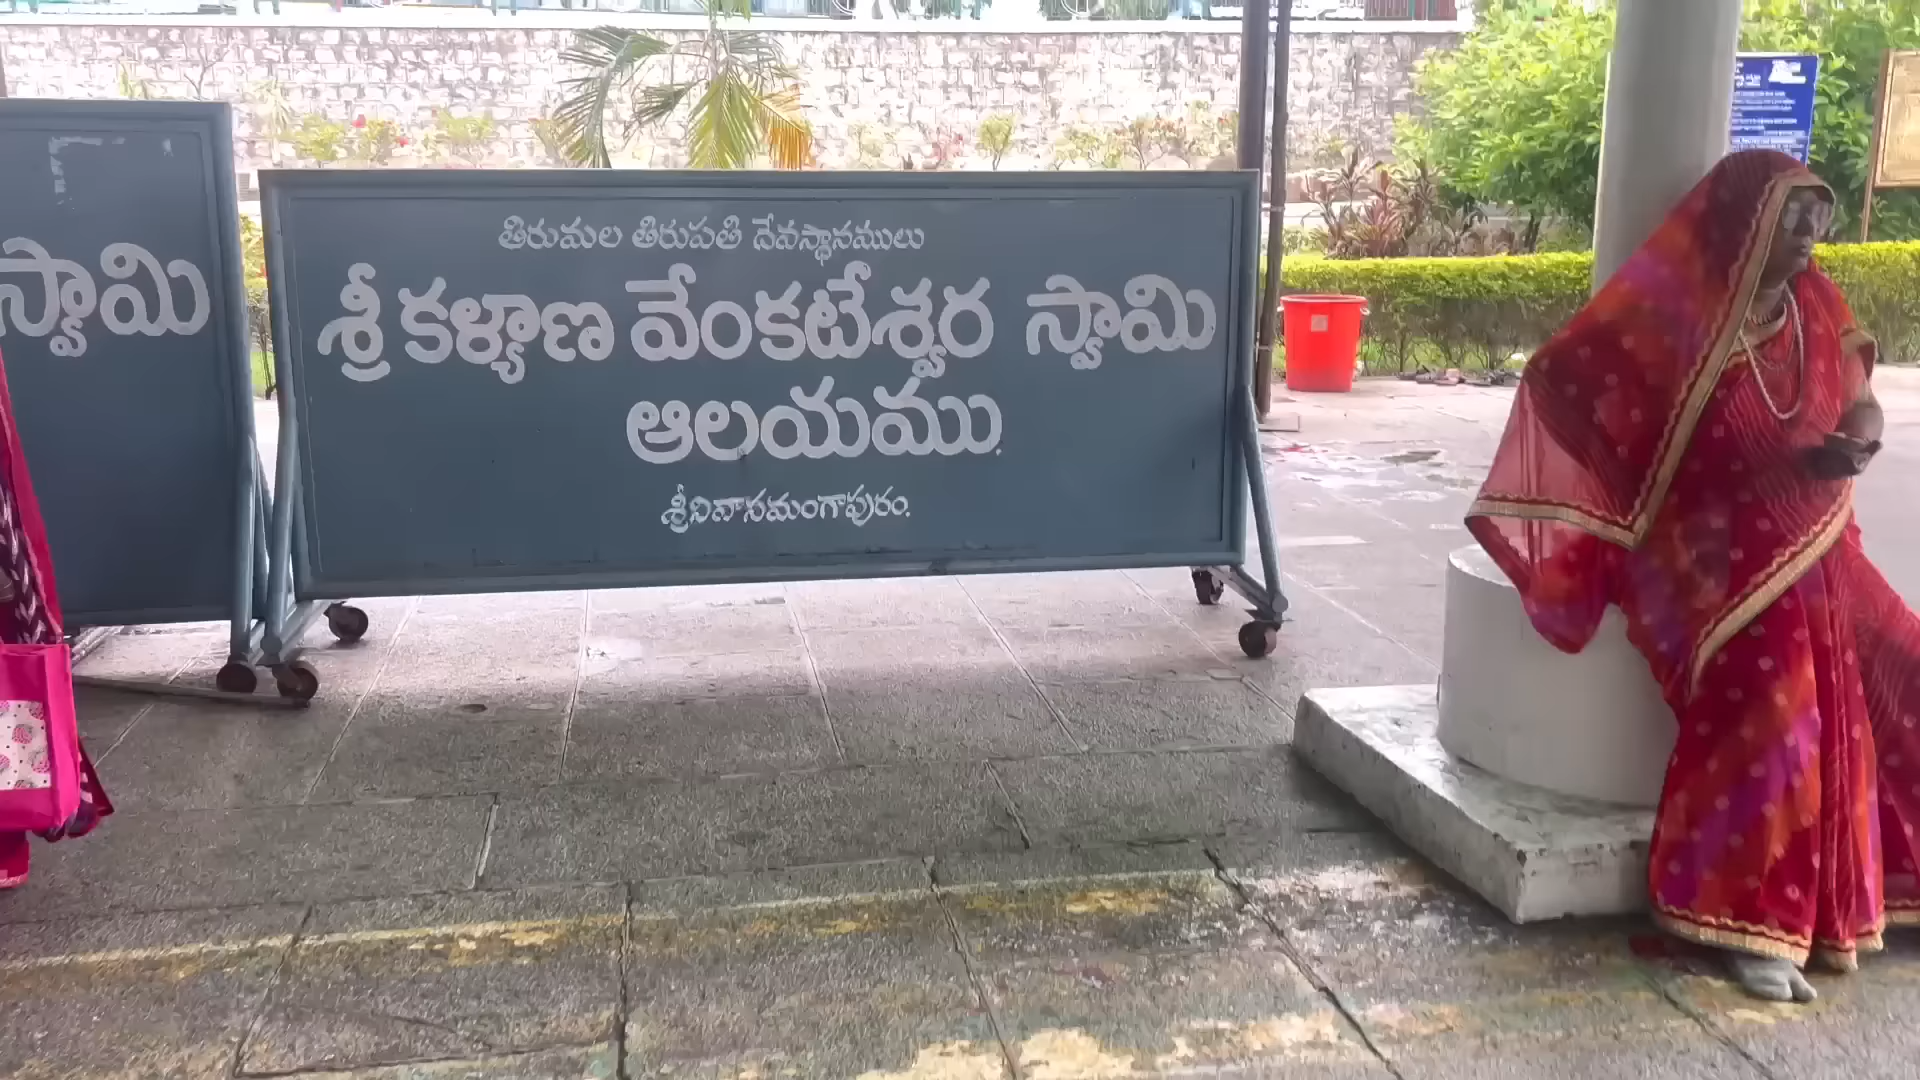 స్వామి
తిరుమల తిరుపతి దేవస్థానములు
శ్రీ కళ్యాణ వేంకటేశ్వర స్వామి
ఆలయము.
శ్రీనివాసమంగాపురం.